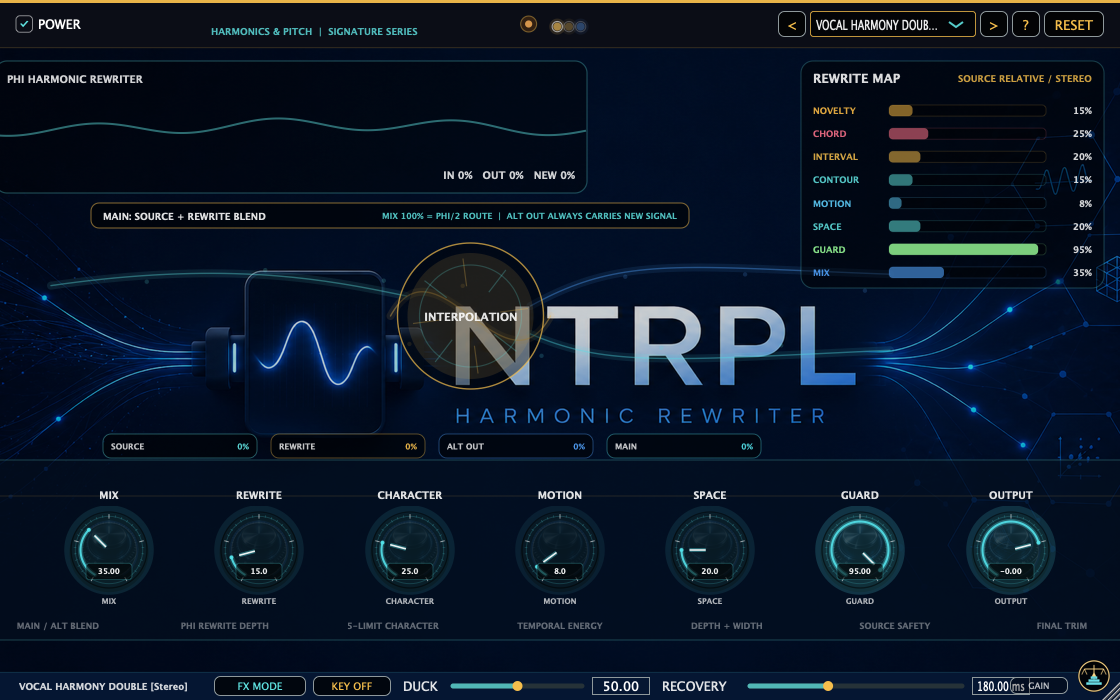 POWER
HARMONICS & PITCH | SIGNATURE SERIES
<
VOCAL HARMONY DOUB...
>
?
RESET
PHI HARMONIC REWRITER
IN 0% OUT 0% NEW 0%
REWRITE MAP
SOURCE RELATIVE / STEREO
NOVELTY 15%
CHORD 25%
INTERVAL 20%
CONTOUR 15%
MOTION 8%
SPACE 20%
GUARD 95%
MIX 35%
MAIN: SOURCE + REWRITE BLEND
MIX 100% = PHI/2 ROUTE | ALT OUT ALWAYS CARRIES NEW SIGNAL
INTERPOLATION
NTRPL
HARMONIC REWRITER
SOURCE 0%
REWRITE 0%
ALT OUT 0%
MAIN 0%
MIX REWRITE CHARACTER MOTION SPACE GUARD OUTPUT
35.00 15.0 25.0 8.0 20.0 95.00 -0.00
MIX REWRITE CHARACTER MOTION SPACE GUARD OUTPUT
MAIN / ALT BLEND PHI REWRITE DEPTH 5-LIMIT CHARACTER TEMPORAL ENERGY DEPTH + WIDTH SOURCE SAFETY FINAL TRIM
VOCAL HARMONY DOUBLE [Stereo]
FX MODE
KEY OFF
DUCK
50.00
RECOVERY
180.00 ms
GAIN